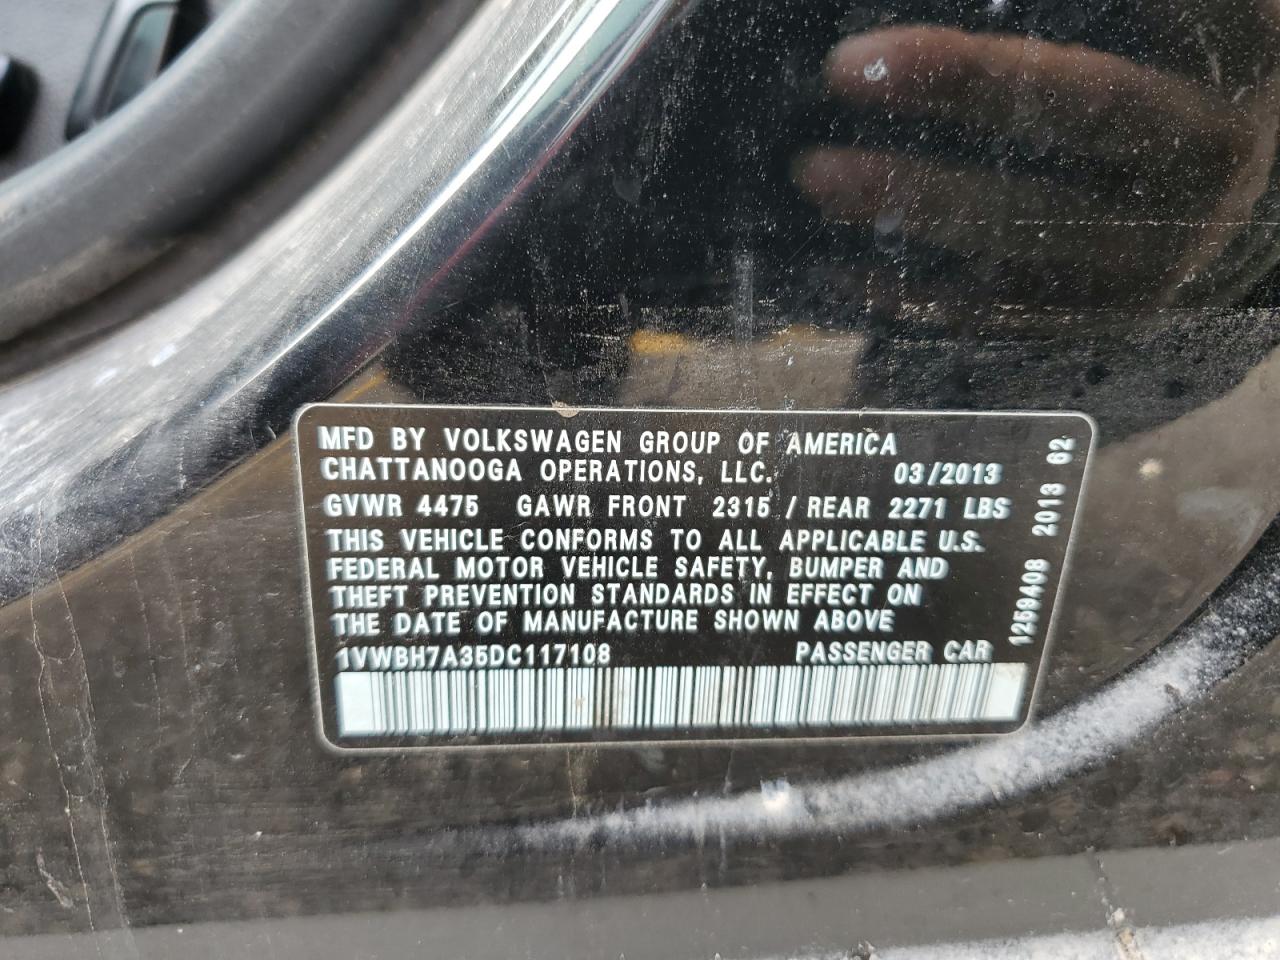 MFD BY VOLKSWAGEN GROUP OF AMERICA
CHATTANOOGA OPERATIONS, LLC. 03/2013
GVWR 4475 GAWR FRONT 2315 / REAR 2271 LBS
THIS VEHICLE CONFORMS TO ALL APPLICABLE U.S.
FEDERAL MOTOR VEHICLE SAFETY, BUMPER AND
THEFT PREVENTION STANDARDS IN EFFECT ON
THE DATE OF MANUFACTURE SHOWN ABOVE
1VWBH7A35DC117108 PASSENGER CAR
1259408 2013 62